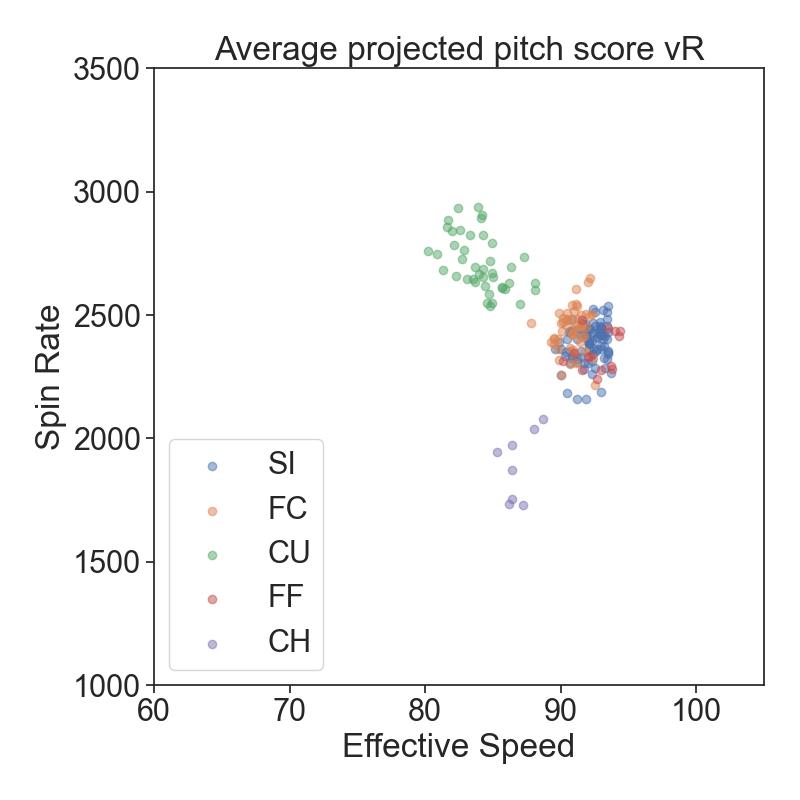 Average projected pitch score vR
3500
3000
2500
2000
1500
1000
Spin Rate
SI
FC
CU
FF
CH
60 70 80 90 100
Effective Speed